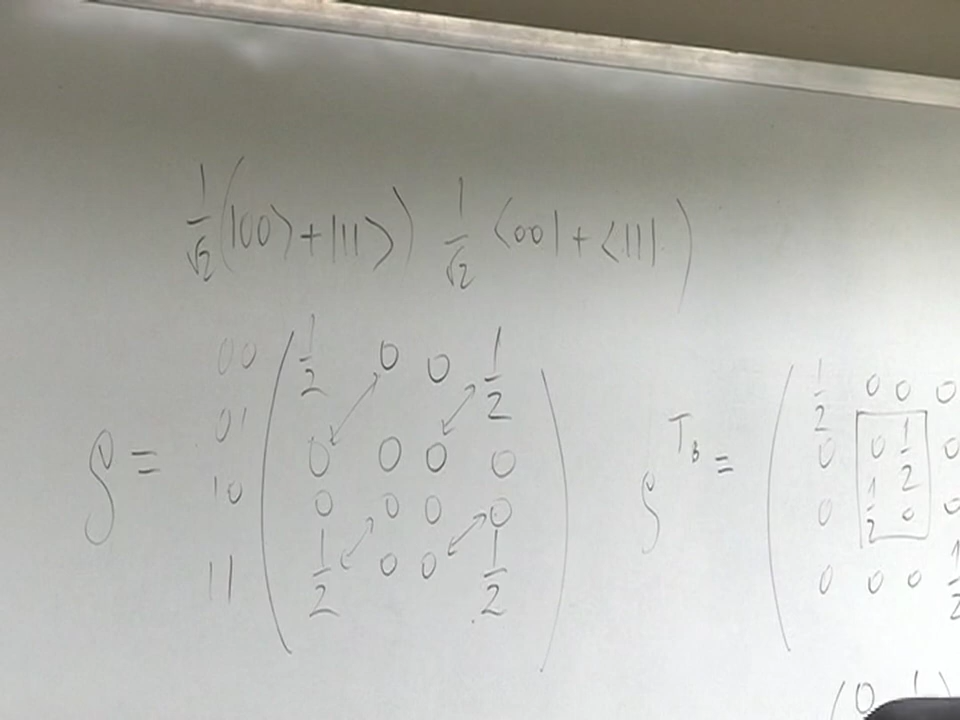 1/√2 (|00⟩ + |11⟩) 1/√2 ⟨00| + ⟨11| )
00 ( 1/2 0 0 1/2 )
01 ( 0 0 0 0 )
ρ = 10 ( 0 0 0 0 )
11 ( 1/2 0 0 1/2 )
ρ^{T_B} = ( 1/2 0 0 0
0 0 1/2 0
0 1/2 0 0
0 0 0 1/2
( 0 1 )